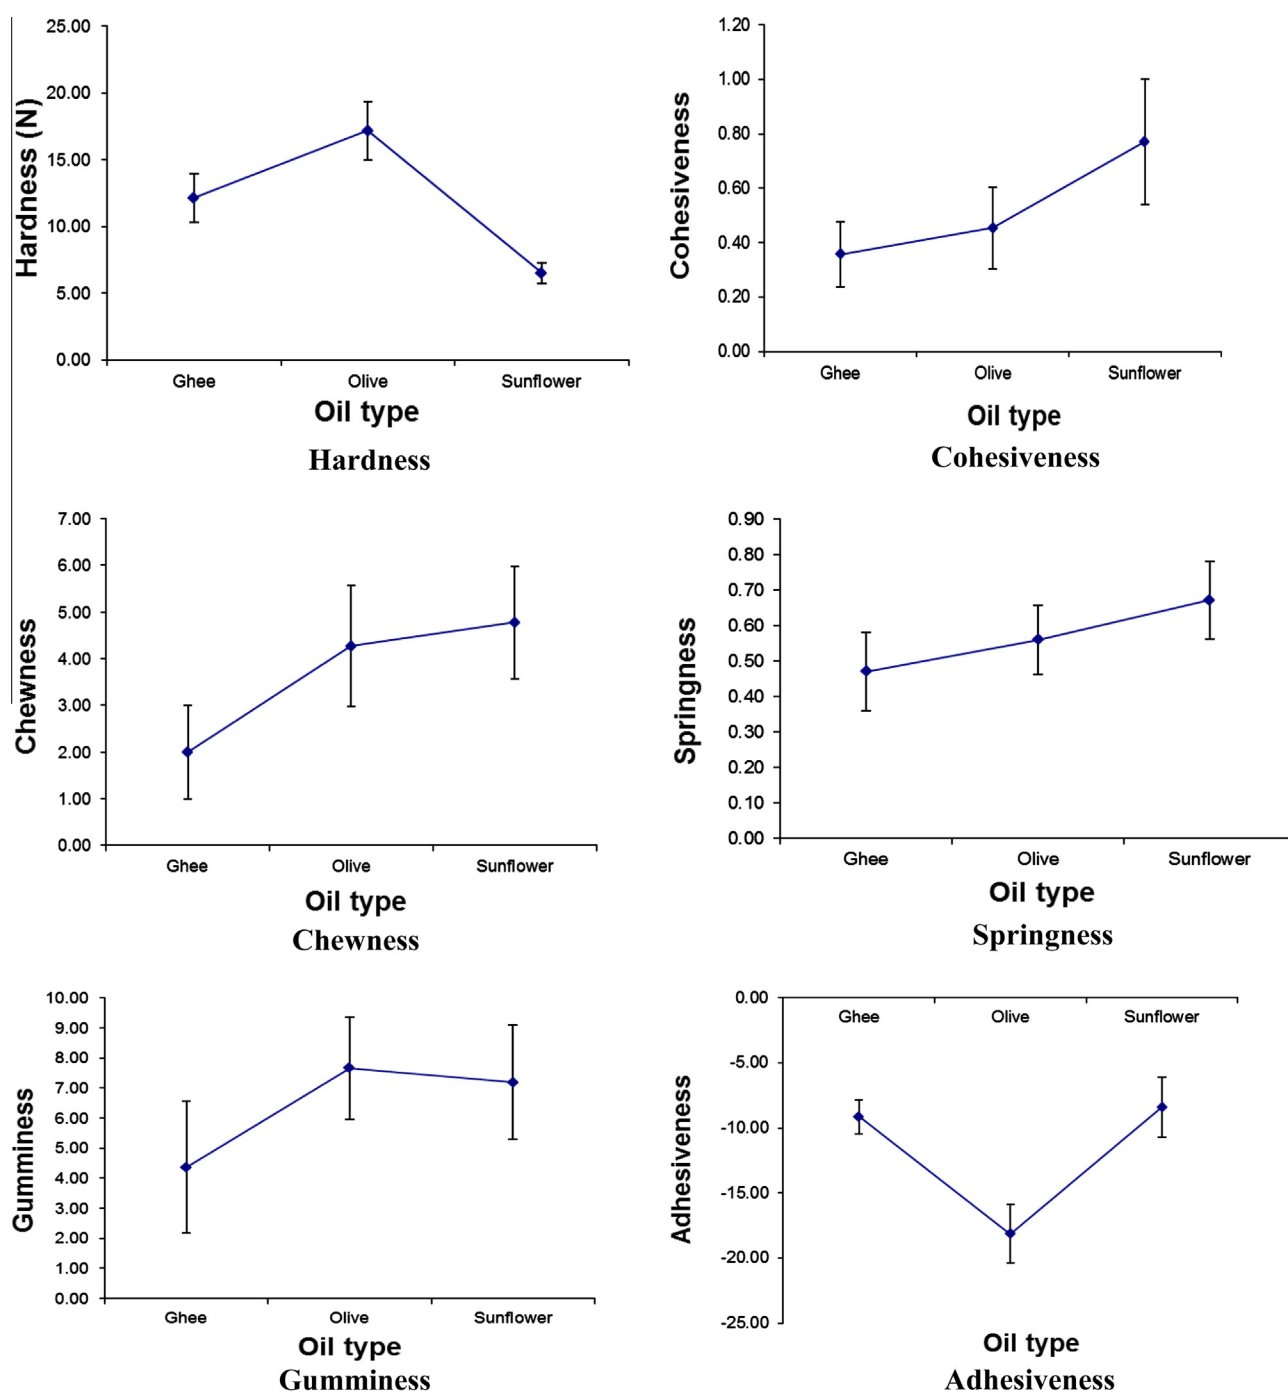 25.00
20.00
15.00
10.00
5.00
0.00
Hardness (N)
Ghee Olive Sunflower
Oil type
Hardness
1.20
1.00
0.80
0.60
0.40
0.20
0.00
Cohesiveness
Ghee Olive Sunflower
Oil type
Cohesiveness
7.00
6.00
5.00
4.00
3.00
2.00
1.00
0.00
Chewness
Ghee Olive Sunflower
Oil type
Chewness
0.90
0.80
0.70
0.60
0.50
0.40
0.30
0.20
0.10
0.00
Springness
Ghee Olive Sunflower
Oil type
Springness
10.00
9.00
8.00
7.00
6.00
5.00
4.00
3.00
2.00
1.00
0.00
Gumminess
Ghee Olive Sunflower
Oil type
Gumminess
0.00
-5.00
-10.00
-15.00
-20.00
-25.00
Adhesiveness
Ghee Olive Sunflower
Oil type
Adhesiveness